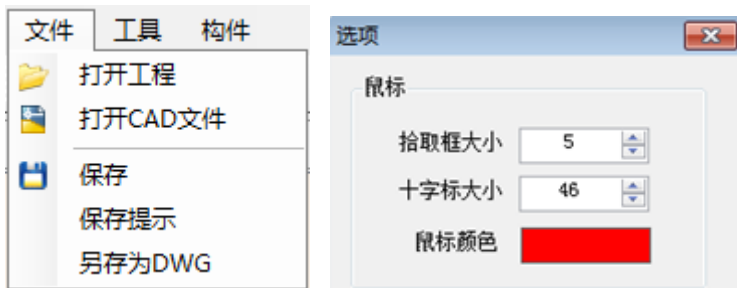 文件 工具 构件
打开工程
打开CAD文件
保存
保存提示
另存为DWG
选项
鼠标
拾取框大小 5
十字标大小 46
鼠标颜色